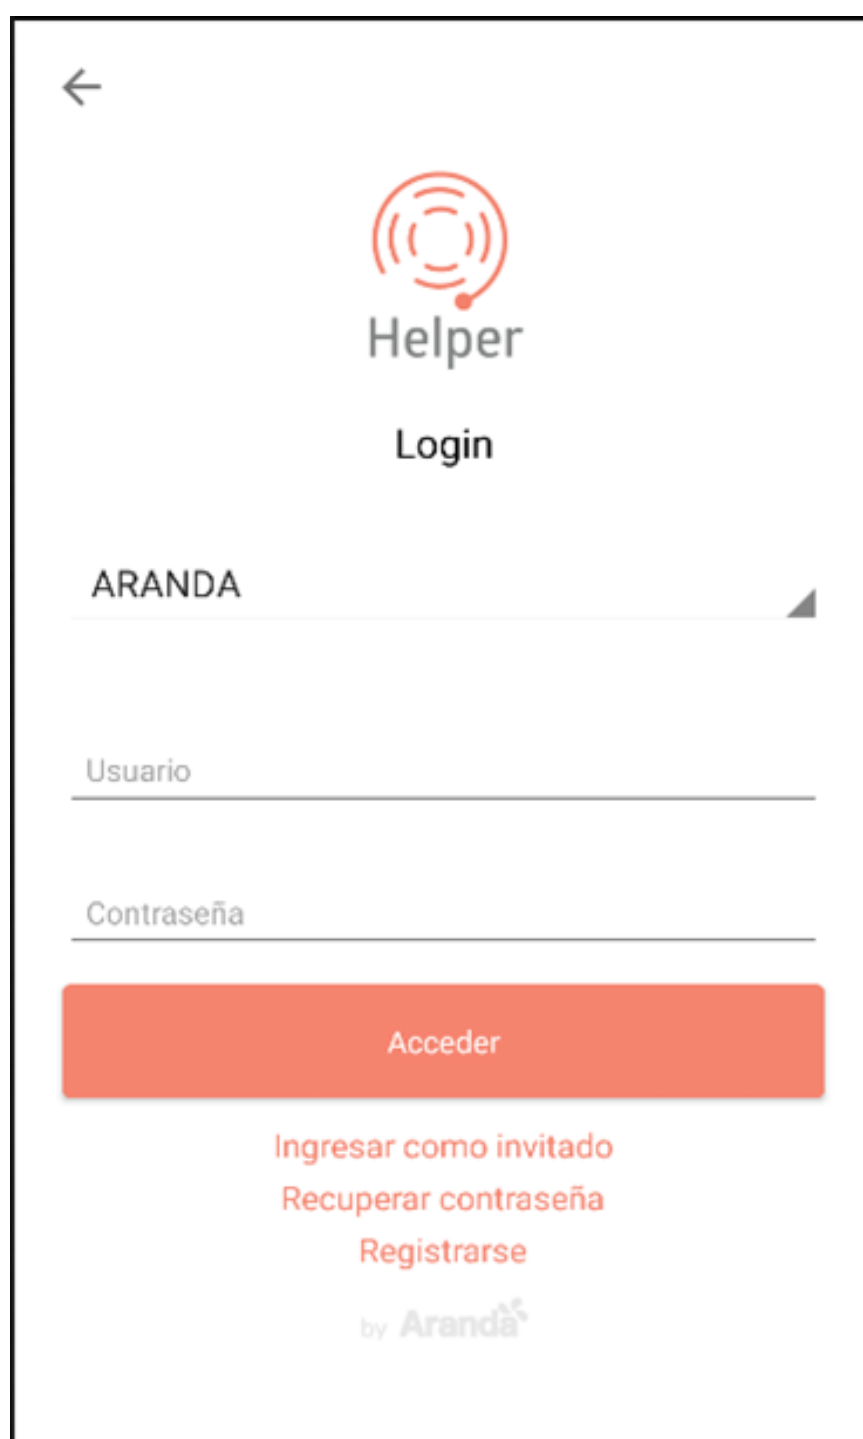 Helper
Login
ARANDA
Usuario
Contraseña
Acceder
Ingresar como invitado
Recuperar contraseña
Registrarse
by Aranda